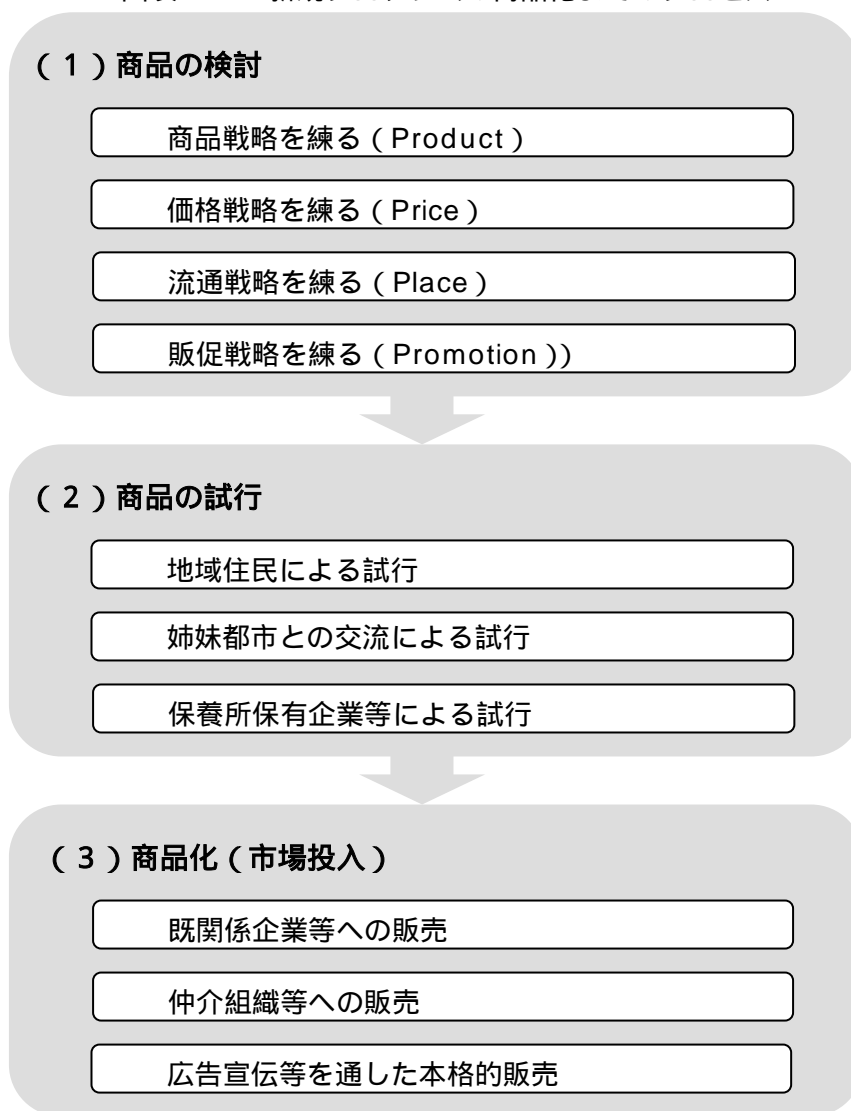 (1)商品の検討
商品戦略を練る(Product)
価格戦略を練る(Price)
流通戦略を練る(Place)
販促戦略を練る(Promotion))
(2)商品の試行
地域住民による試行
姉妹都市との交流による試行
保養所保有企業等による試行
(3)商品化(市場投入)
既関係企業等への販売
仲介組織等への販売
広告宣伝等を通した本格的販売